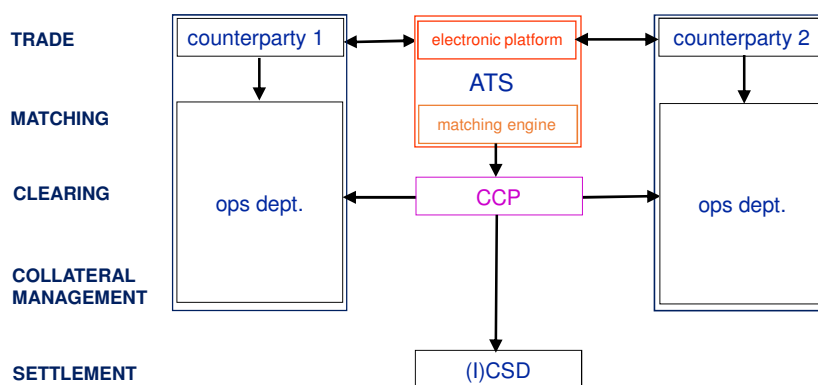 TRADE
counterparty 1
electronic platform
counterparty 2
ATS
MATCHING
matching engine
CLEARING
ops dept.
CCP
ops dept.
COLLATERAL
MANAGEMENT
SETTLEMENT
(I)CSD